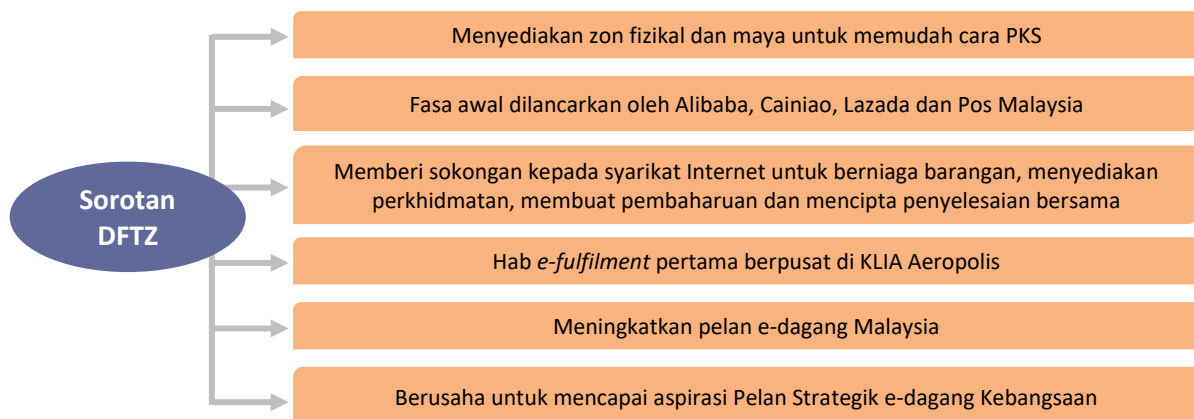 Sorotan
DFTZ
Menyediakan zon fizikal dan maya untuk memudah cara PKS
Fasa awal dilancarkan oleh Alibaba, Cainiao, Lazada dan Pos Malaysia
Memberi sokongan kepada syarikat Internet untuk berniaga barangan, menyediakan
perkhidmatan, membuat pembaharuan dan mencipta penyelesaian bersama
Hab e-fulfilment pertama berpusat di KLIA Aeropolis
Meningkatkan pelan e-dagang Malaysia
Berusaha untuk mencapai aspirasi Pelan Strategik e-dagang Kebangsaan